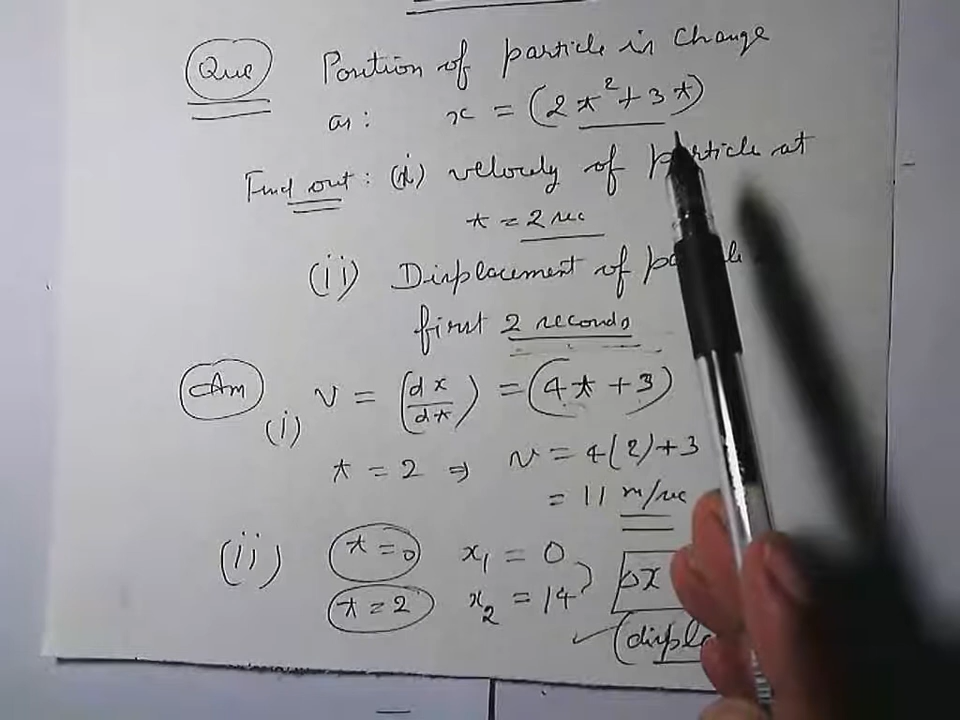 Que Position of particle is change
as: x = (2t² + 3t)
Find out: (i) velocity of particle at
t = 2 sec
(ii) Displacement of
first 2 seconds
Ans
(i) v = (dx/dt) = (4t + 3)
t = 2 ⇒ v = 4(2) + 3
= 11 m/sec
(ii) t = 0 x₁ = 0
t = 2 x₂ = 14 Δx